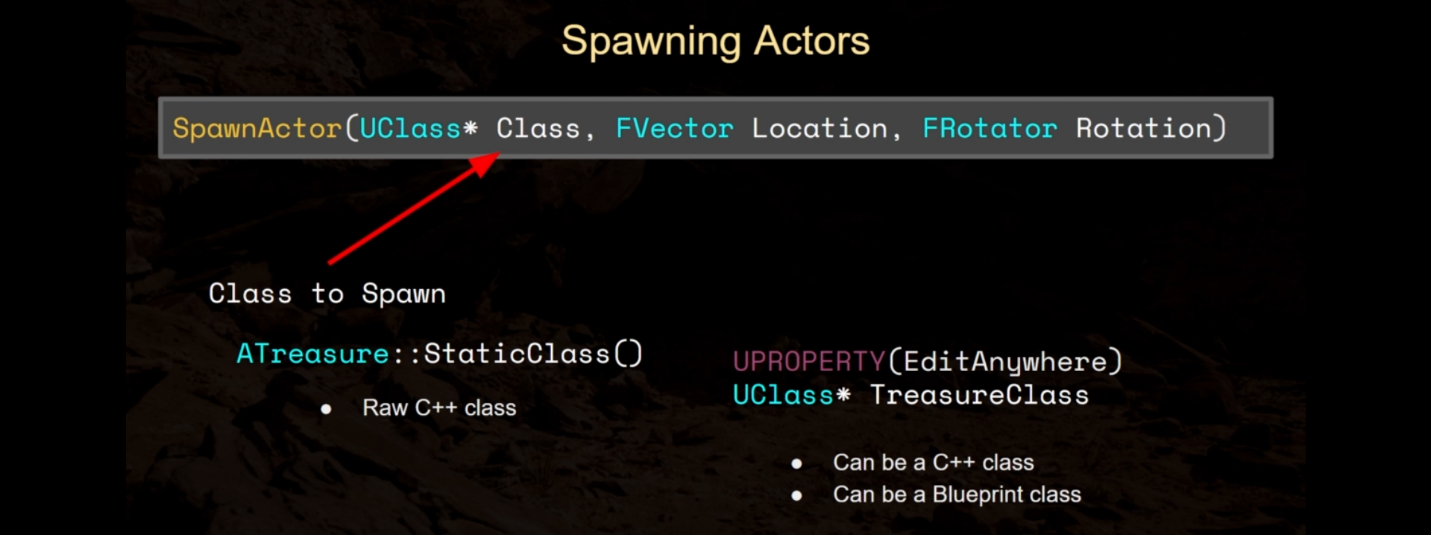 Spawning Actors
SpawnActor(UClass* Class, FVector Location, FRotator Rotation)
Class to Spawn
ATreasure::StaticClass()
• Raw C++ class
UPROPERTY(EditAnywhere)
UClass* TreasureClass
• Can be a C++ class
• Can be a Blueprint class